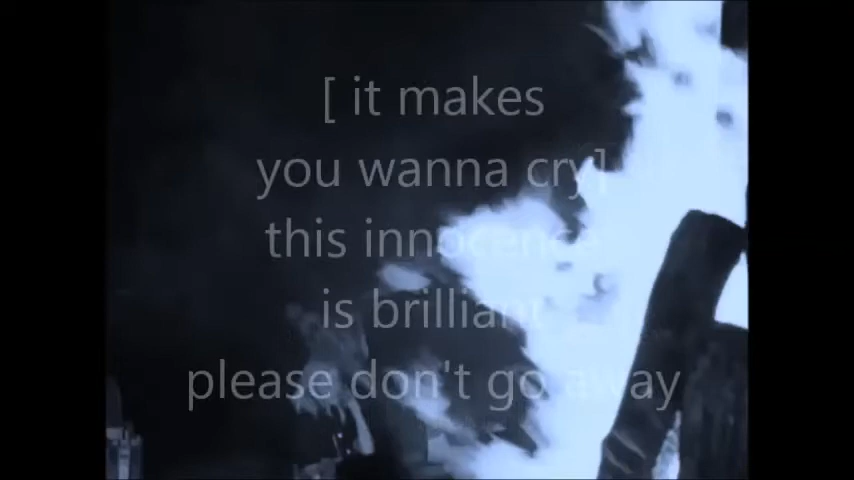 [ it makes
you wanna cry]
this innocence
is brilliant
please don't go away